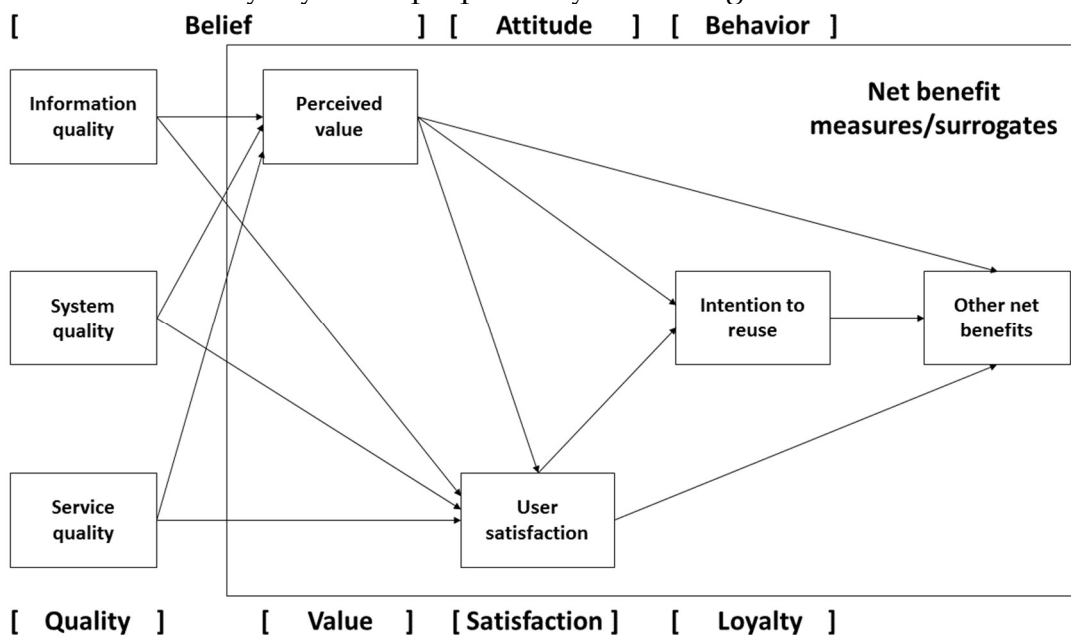 [ Belief ] [ Attitude ] [ Behavior ]
Net benefit
measures/surrogates
Information
quality
Perceived
value
System
quality
Intention to
reuse
Other net
benefits
Service
quality
User
satisfaction
[ Quality ] [ Value ] [ Satisfaction ] [ Loyalty ]